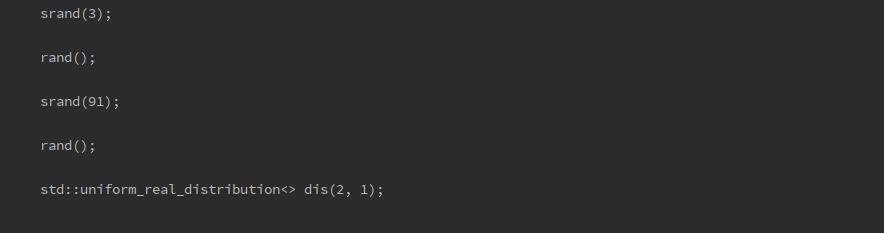 srand(3);
rand();
srand(91);
rand();
std::uniform_real_distribution<> dis(2, 1);